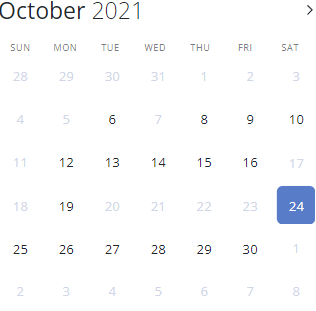 October 2021
SUN MON TUE WED THU FRI SAT
28 29 30 31 1 2 3
4 5 6 7 8 9 10
11 12 13 14 15 16 17
18 19 20 21 22 23 24
25 26 27 28 29 30 1
2 3 4 5 6 7 8